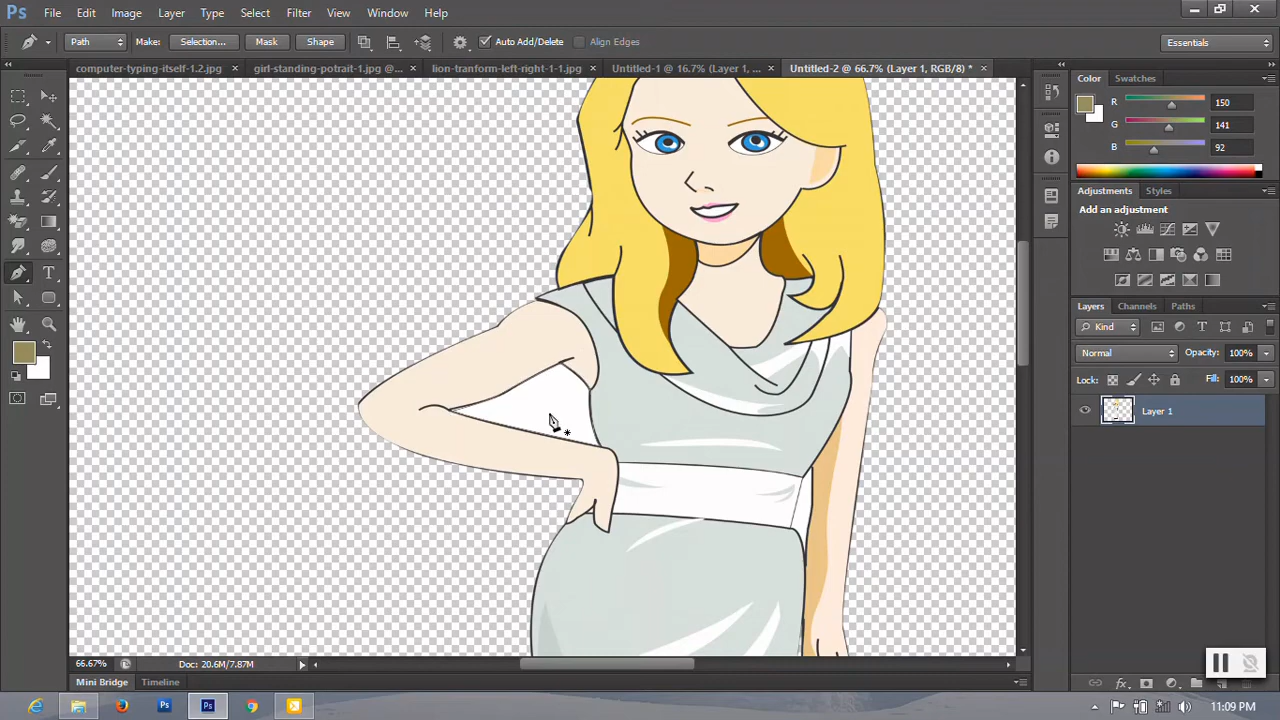 Ps File Edit Image Layer Type Select Filter View Window Help
Path Make: Selection... Mask Shape Auto Add/Delete Align Edges Essentials
computer-typing-itself-1.2.jpg × girl-standing-potrait-1.jpg @... × lion-tranform-left-right-1-1.jpg × Untitled-1 @ 16.7% (Layer 1, ... × Untitled-2 @ 66.7% (Layer 1, RGB/8) * ×
Color Swatches
R 150
G 141
B 92
Adjustments Styles
Add an adjustment
Layers Channels Paths
Kind
Normal Opacity: 100%
Lock: Fill: 100%
Layer 1
66.67% Doc: 20.6M/7.87M
Mini Bridge Timeline
11:09 PM